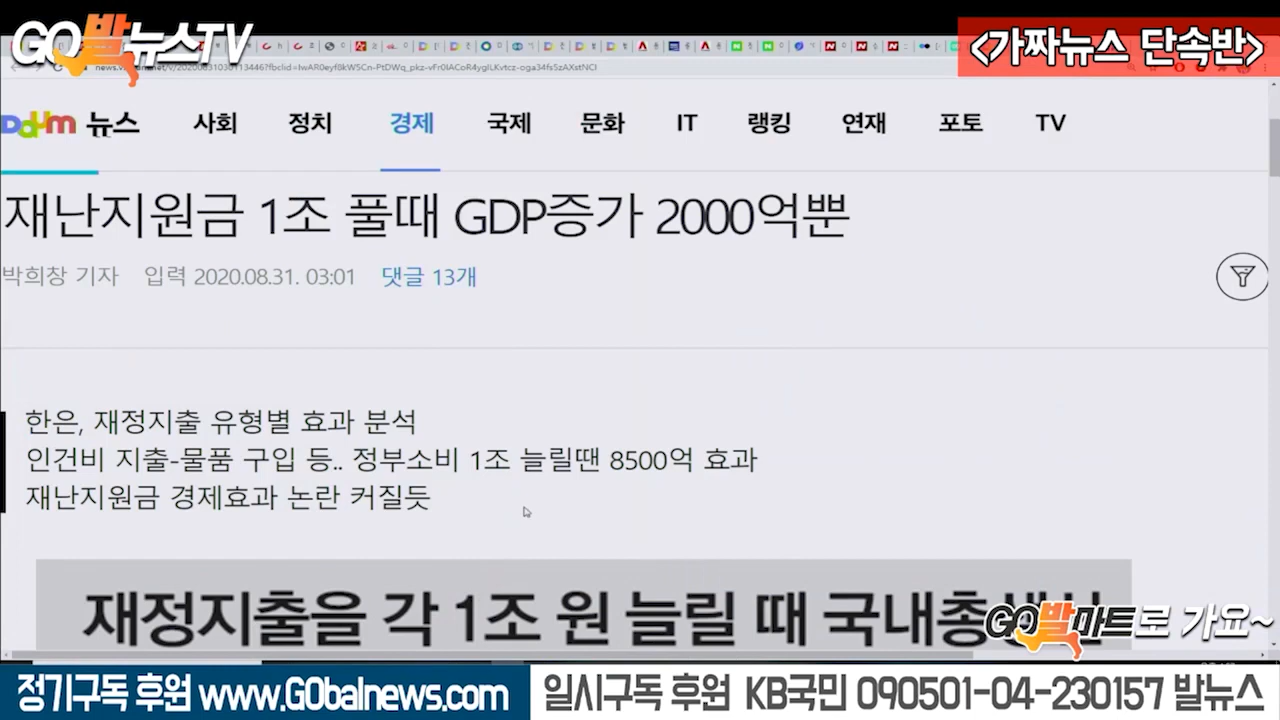 GO발뉴스TV
<가짜뉴스 단속반>
Daum 뉴스 사회 정치 경제 국제 문화 IT 랭킹 연재 포토 TV
재난지원금 1조 풀때 GDP증가 2000억뿐
박희창 기자 입력 2020.08.31. 03:01 댓글 13개
한은, 재정지출 유형별 효과 분석
인건비 지출-물품 구입 등.. 정부소비 1조 늘릴땐 8500억 효과
재난지원금 경제효과 논란 커질듯
재정지출을 각 1조 원 늘릴 때 국내총생산
GO발마트로 가요~
정기구독 후원 www.GObalnews.com 일시구독 후원 KB국민 090501-04-230157 발뉴스